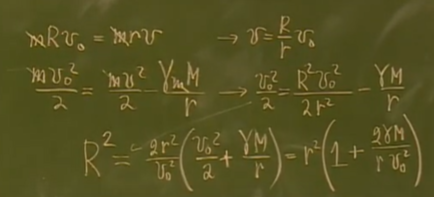 mRv₀ = mrv → v = R/r v₀
mv₀²/2 = mv²/2 - γmM/r → v₀²/2 = R²v₀²/2r² - γM/r
R² = 2r²/v₀² (v₀²/2 + γM/r) = r² (1 + 2γM/rv₀²)